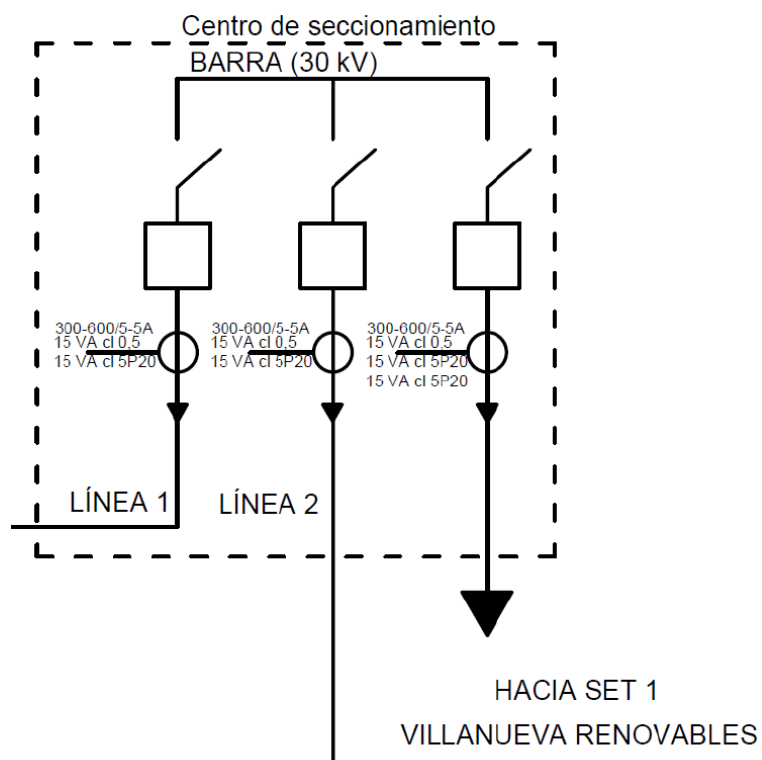 Centro de seccionamiento
BARRA (30 kV)
300-600/5-5A
15 VA cl 0,5
15 VA cl 5P20
300-600/5-5A
15 VA cl 0,5
15 VA cl 5P20
300-600/5-5A
15 VA cl 0,5
15 VA cl 5P20
15 VA cl 5P20
LÍNEA 1
LÍNEA 2
HACIA SET 1
VILLANUEVA RENOVABLES